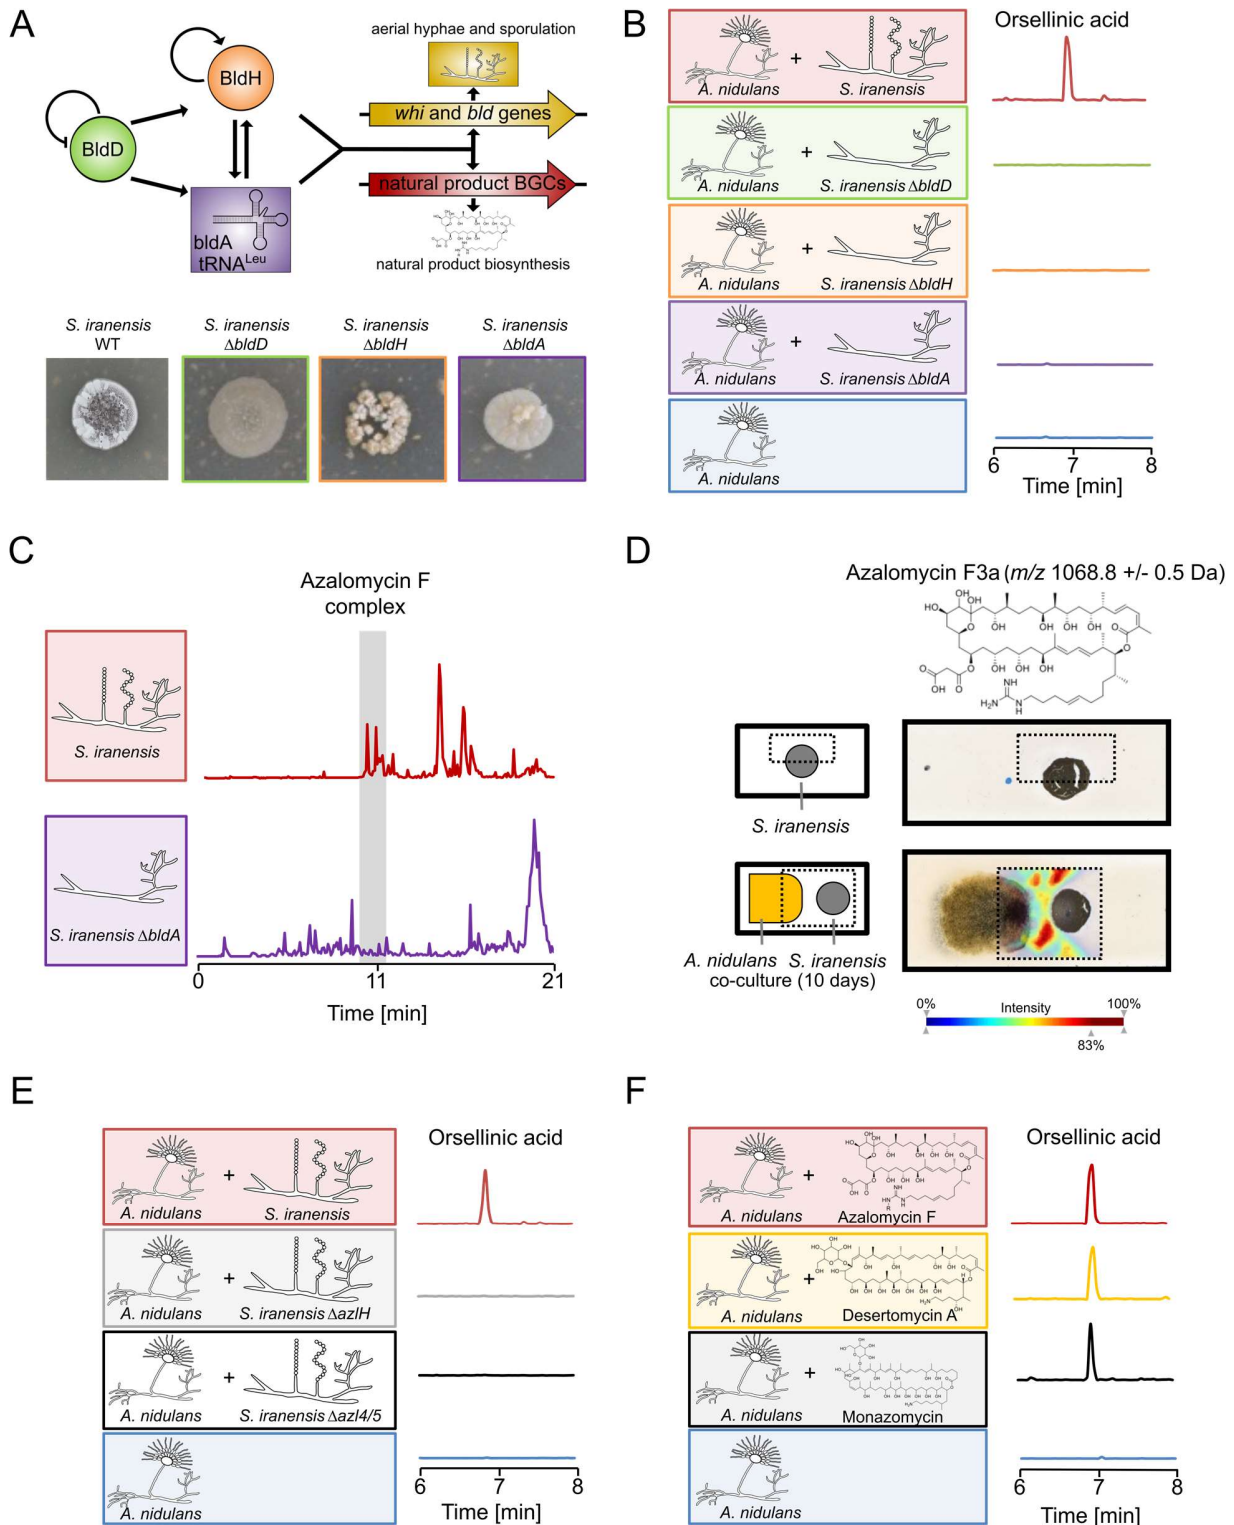 A
aerial hyphae and sporulation
BldH
BldD
whi and bld genes
natural product BGCs
bldA
tRNALeu
natural product biosynthesis
S. iranensis
WT
S. iranensis
ΔbldD
S. iranensis
ΔbldH
S. iranensis
ΔbldA
B
Orsellinic acid
A. nidulans
+
S. iranensis
A. nidulans
+
S. iranensis ΔbldD
A. nidulans
+
S. iranensis ΔbldH
A. nidulans
+
S. iranensis ΔbldA
A. nidulans
6 7 8
Time [min]
C
Azalomycin F
complex
S. iranensis
S. iranensis ΔbldA
0 11 21
Time [min]
D
Azalomycin F3a (m/z 1068.8 +/- 0.5 Da)
S. iranensis
A. nidulans S. iranensis
co-culture (10 days)
0% Intensity 100%
83%
E
Orsellinic acid
A. nidulans
+
S. iranensis
A. nidulans
+
S. iranensis ΔazlH
A. nidulans
+
S. iranensis Δazl4/5
A. nidulans
6 7 8
Time [min]
F
Orsellinic acid
A. nidulans
+
Azalomycin F
A. nidulans
+
Desertomycin A
A. nidulans
+
Monazomycin
A. nidulans
6 7 8
Time [min]